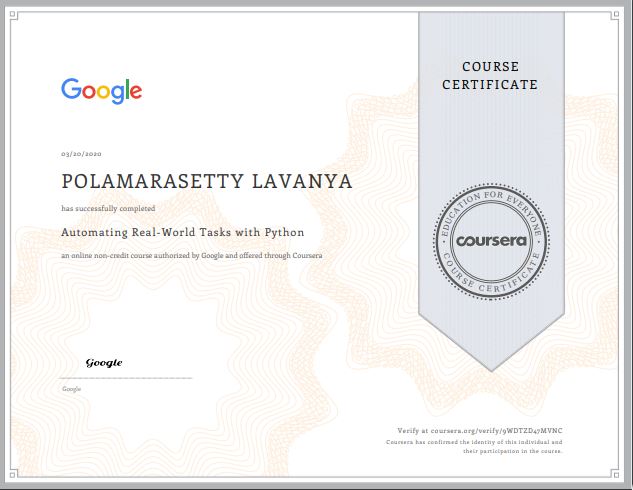 Google
COURSE
CERTIFICATE
03/20/2020
POLAMARASETTY LAVANYA
has successfully completed
Automating Real-World Tasks with Python
an online non-credit course authorized by Google and offered through Coursera
EDUCATION FOR EVERYONE
coursera
COURSE CERTIFICATE
Google
Google
Verify at coursera.org/verify/9WDTZD47MVNC
Coursera has confirmed the identity of this individual and
their participation in the course.